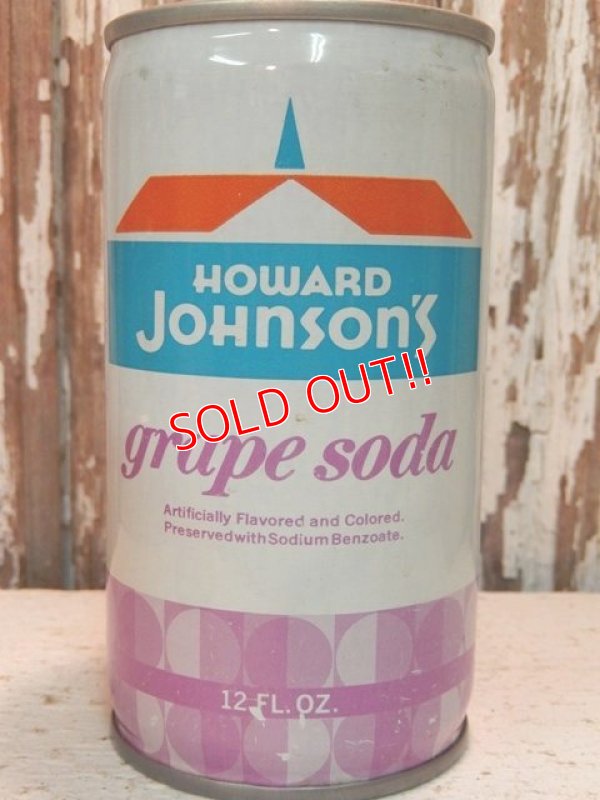 HOWARD
JOHNSON'S
SOLD OUT!!
grape soda
Artificially Flavored and Colored.
Preserved with Sodium Benzoate.
12 FL. OZ.